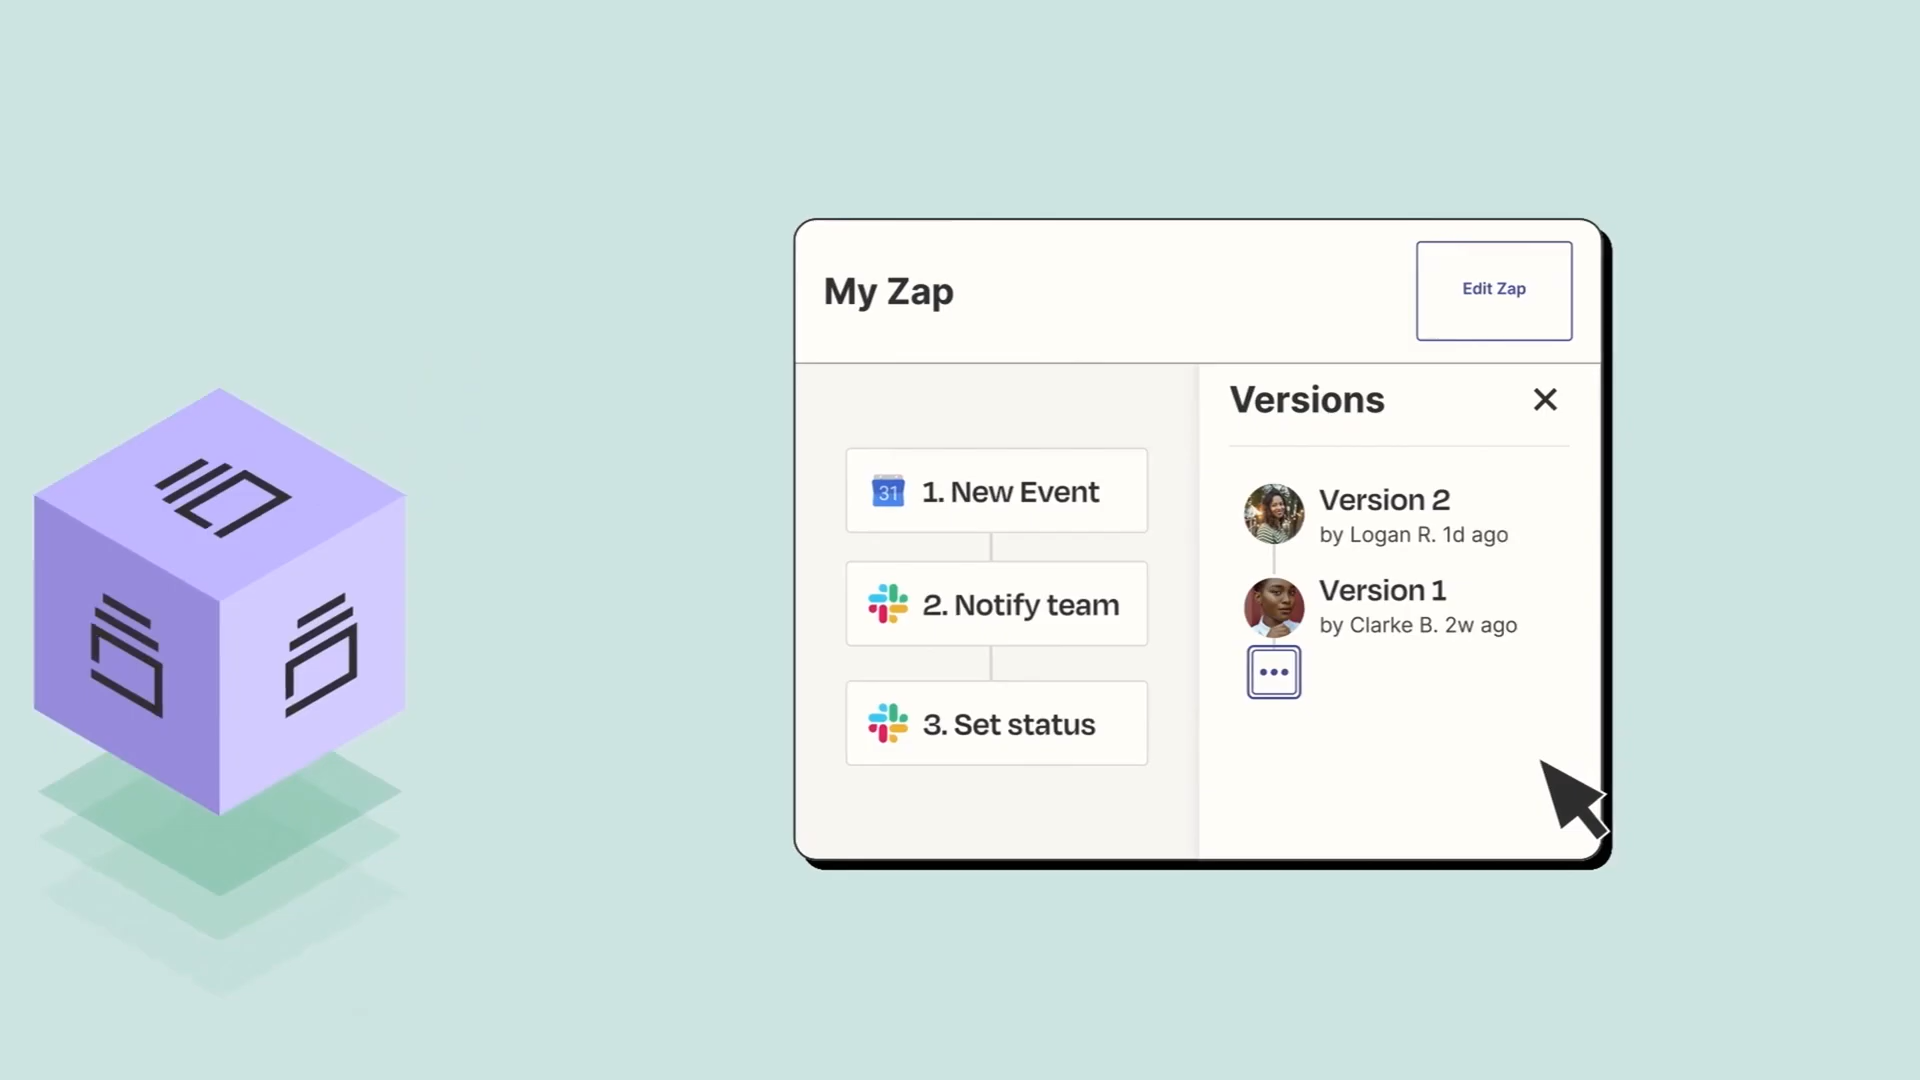 My Zap
Edit Zap
Versions
31
1. New Event
2. Notify team
3. Set status
Version 2
by Logan R. 1d ago
Version 1
by Clarke B. 2w ago